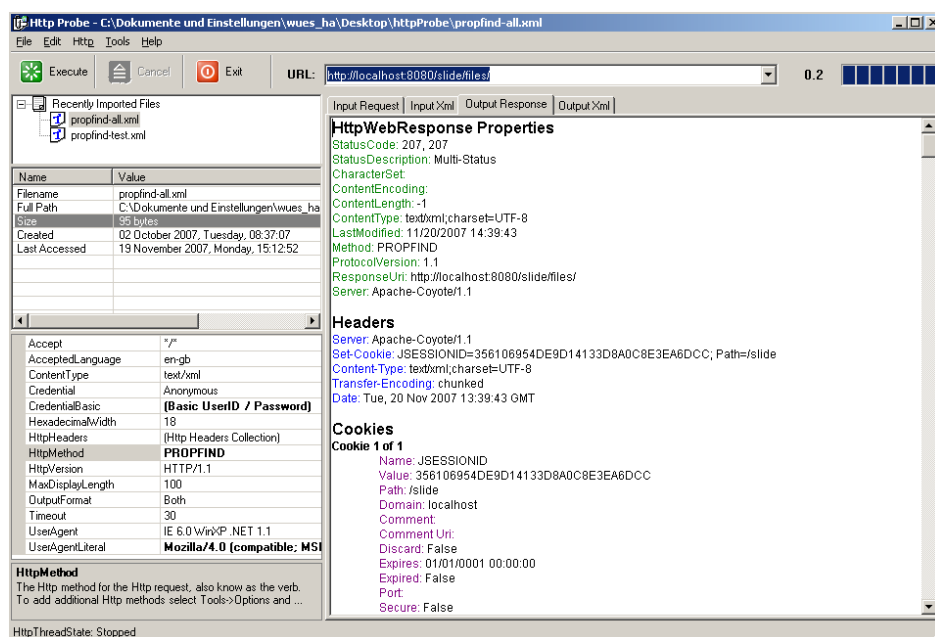 Http Probe - C:\Dokumente und Einstellungen\wues_ha\Desktop\httpProbe\propfind-all.xml
File Edit Http Tools Help
Execute Cancel Exit URL: http://localhost:8080/slide/files/ 0.2
Recently Imported Files
propfind-all.xml
propfind-test.xml
Name Value
Filename propfind-all.xml
Full Path C:\Dokumente und Einstellungen\wues_ha
Size 95 bytes
Created 02 October 2007, Tuesday, 08:37:07
Last Accessed 19 November 2007, Monday, 15:12:52
Accept */*
AcceptedLanguage en-gb
ContentType text/xml
Credential Anonymous
CredentialBasic (Basic UserID / Password)
HexadecimalWidth 18
HttpHeaders (Http Headers Collection)
HttpMethod PROPFIND
HttpVersion HTTP/1.1
MaxDisplayLength 100
OutputFormat Both
Timeout 30
UserAgent IE 6.0 WinXP .NET 1.1
UserAgentLiteral Mozilla/4.0 (compatible; MSI
HttpMethod
The Http method for the Http request, also know as the verb.
To add additional Http methods select Tools->Options and ...
Input Request Input Xml Output Response Output Xml
HttpWebResponse Properties
StatusCode: 207, 207
StatusDescription: Multi-Status
CharacterSet:
ContentEncoding:
ContentLength: -1
ContentType: text/xml;charset=UTF-8
LastModified: 11/20/2007 14:39:43
Method: PROPFIND
ProtocolVersion: 1.1
ResponseUri: http://localhost:8080/slide/files/
Server: Apache-Coyote/1.1
Headers
Server: Apache-Coyote/1.1
Set-Cookie: JSESSIONID=356106954DE9D14133D8A0C8E3EA6DCC; Path=/slide
Content-Type: text/xml;charset=UTF-8
Transfer-Encoding: chunked
Date: Tue, 20 Nov 2007 13:39:43 GMT
Cookies
Cookie 1 of 1
Name: JSESSIONID
Value: 356106954DE9D14133D8A0C8E3EA6DCC
Path: /slide
Domain: localhost
Comment:
Comment Uri:
Discard: False
Expires: 01/01/0001 00:00:00
Expired: False
Port:
Secure: False
HttpThreadState: Stopped